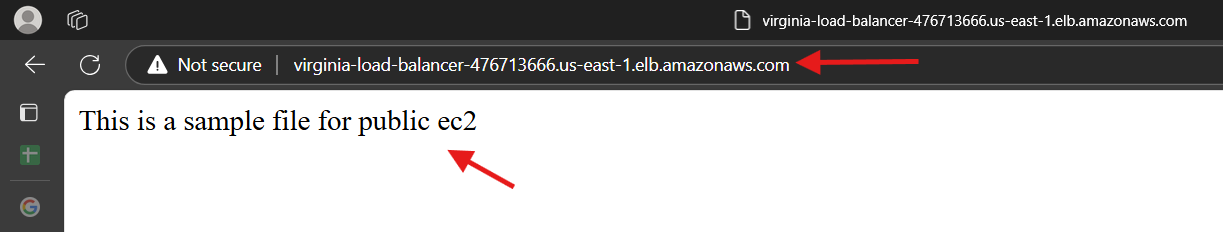 virginia-load-balancer-476713666.us-east-1.elb.amazonaws.com
Not secure | virginia-load-balancer-476713666.us-east-1.elb.amazonaws.com
This is a sample file for public ec2